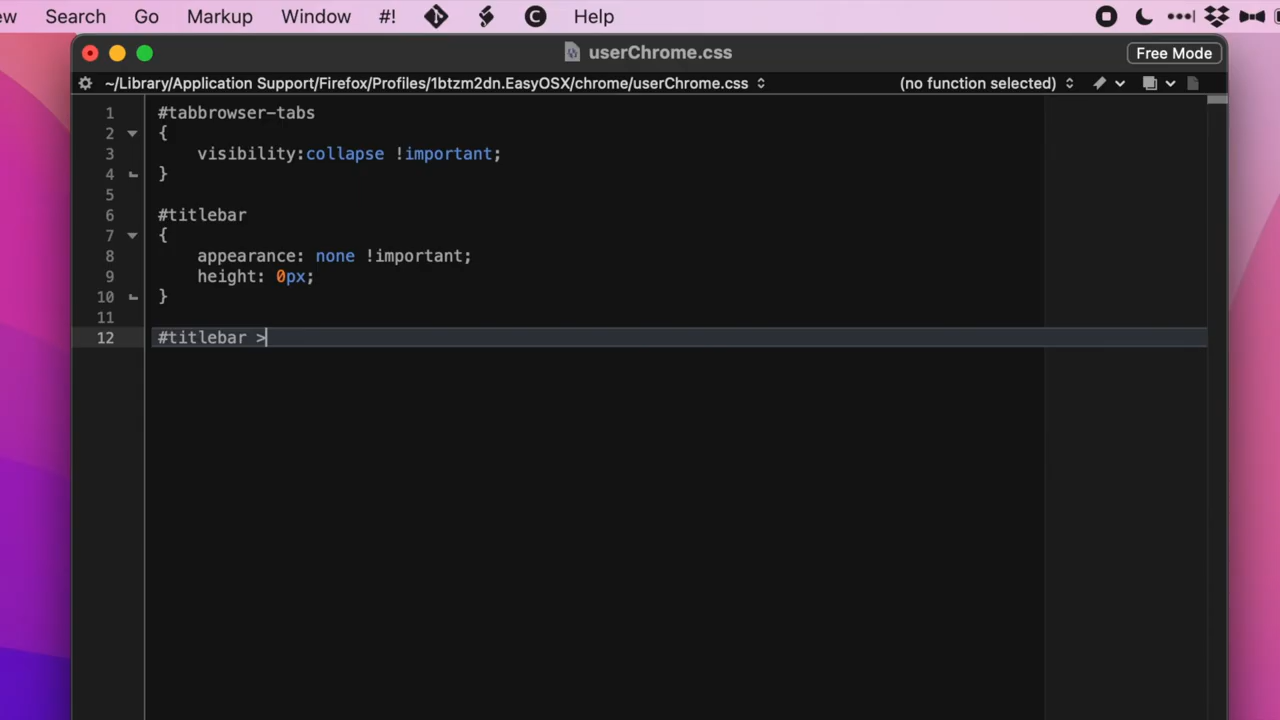 Search Go Markup Window #! C Help
userChrome.css
Free Mode
~/Library/Application Support/Firefox/Profiles/1btzm2dn.EasyOSX/chrome/userChrome.css
(no function selected)
1 #tabbrowser-tabs
2 {
3 visibility:collapse !important;
4 }
5
6 #titlebar
7 {
8 appearance: none !important;
9 height: 0px;
10 }
11
12 #titlebar >